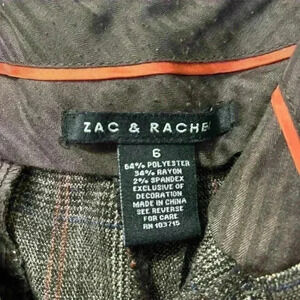 ZAC & RACHEL
6
64% POLYESTER
34% RAYON
2% SPANDEX
EXCLUSIVE OF
DECORATION
MADE IN CHINA
SEE REVERSE
FOR CARE
RN 103715